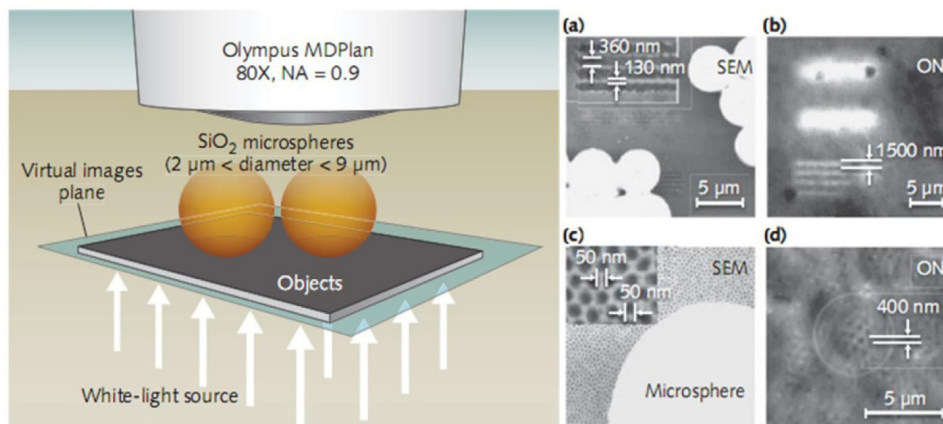 Olympus MDPlan
80X, NA = 0.9
SiO₂ microspheres
(2 μm < diameter < 9 μm)
Virtual images
plane
Objects
White-light source
(a)
360 nm
130 nm
SEM
5 μm
(b)
ON
1500 nm
5 μm
(c)
50 nm
50 nm
SEM
Microsphere
(d)
ON
400 nm
5 μm